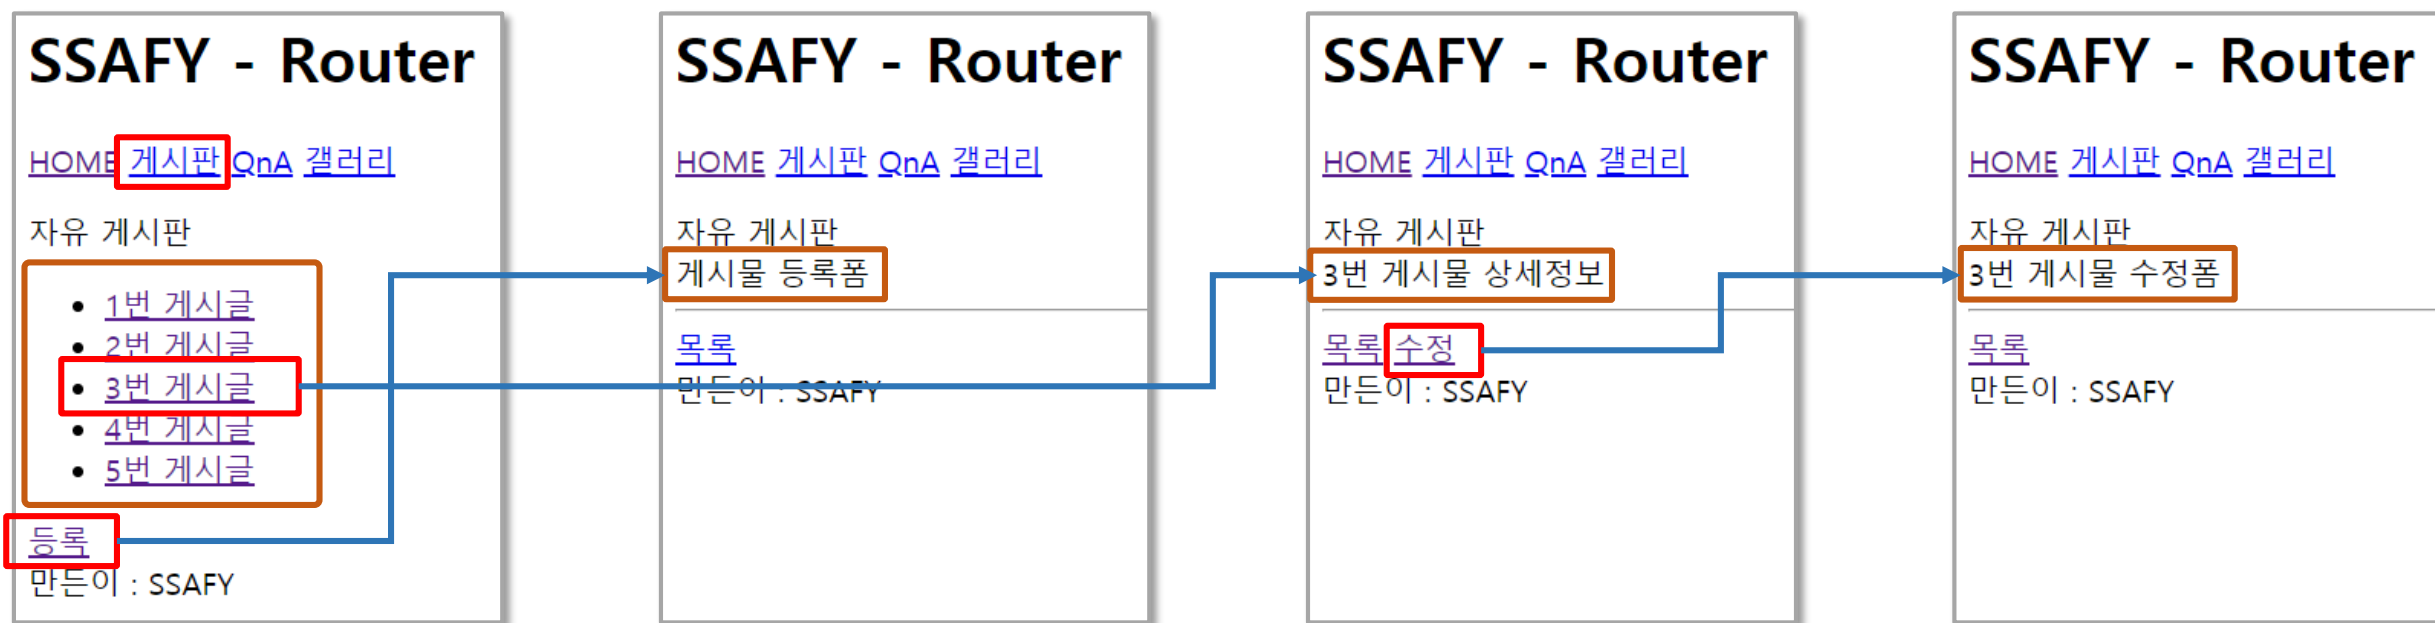 SSAFY - Router
HOME 게시판 QnA 갤러리
자유 게시판
1번 게시글
2번 게시글
3번 게시글
4번 게시글
5번 게시글
등록
만든이 : SSAFY
SSAFY - Router
HOME 게시판 QnA 갤러리
자유 게시판
게시물 등록폼
목록
만든이 : SSAFY
SSAFY - Router
HOME 게시판 QnA 갤러리
자유 게시판
3번 게시물 상세정보
목록 수정
만든이 : SSAFY
SSAFY - Router
HOME 게시판 QnA 갤러리
자유 게시판
3번 게시물 수정폼
목록
만든이 : SSAFY